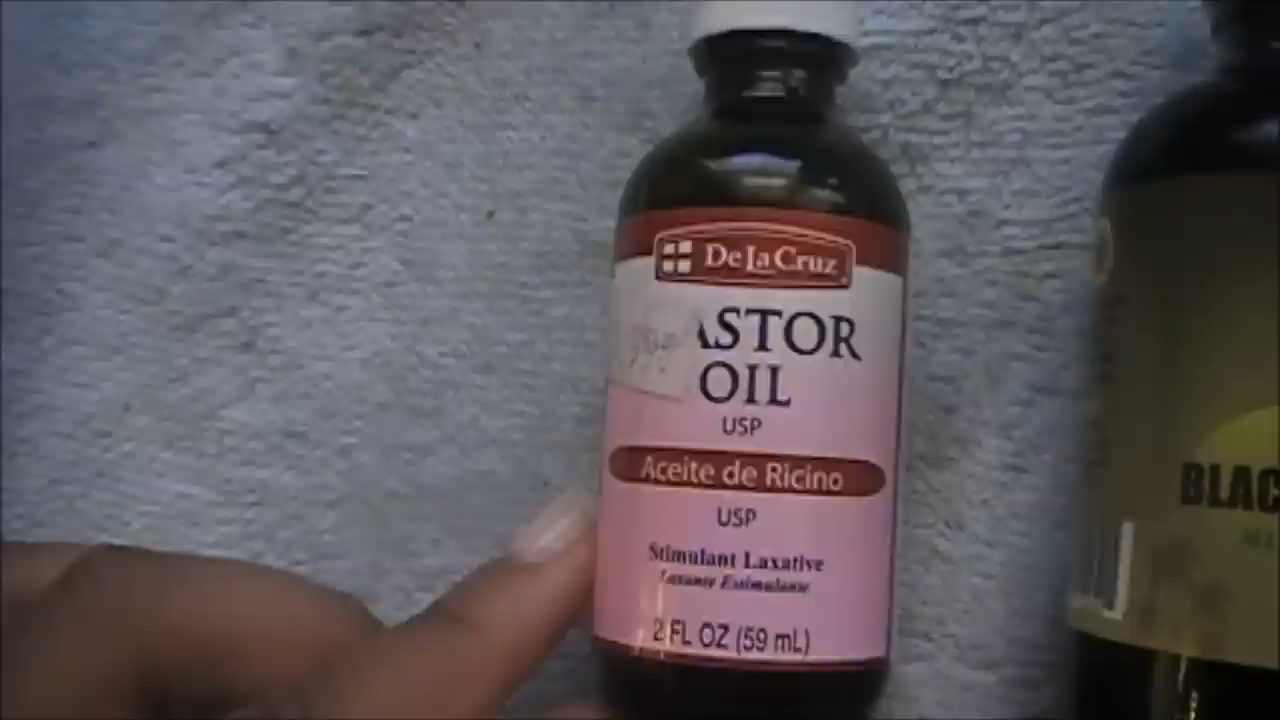 De La Cruz
ASTOR
OIL
USP
Aceite de Ricino
USP
Stimulant Laxative
Laxante Estimulante
2 FL OZ (59 mL)
BLAC